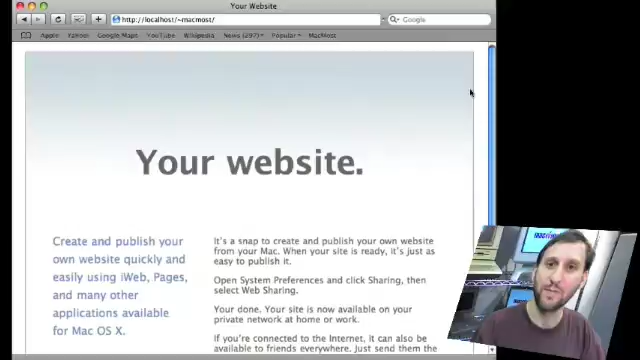 Your Website
http://localhost/~macmost/
Google
Apple Yahoo! Google Maps YouTube Wikipedia News (297) Popular MacMost
Your website.
Create and publish your
own website quickly and
easily using iWeb, Pages,
and many other
applications available
for Mac OS X.
It's a snap to create and publish your own website
from your Mac. When your site is ready, it's just as
easy to publish it.
Open System Preferences and click Sharing, then
select Web Sharing.
Your done. Your site is now available on your
private network at home or work.
If you're connected to the Internet, it can also be
available to friends everywhere. Just send them the